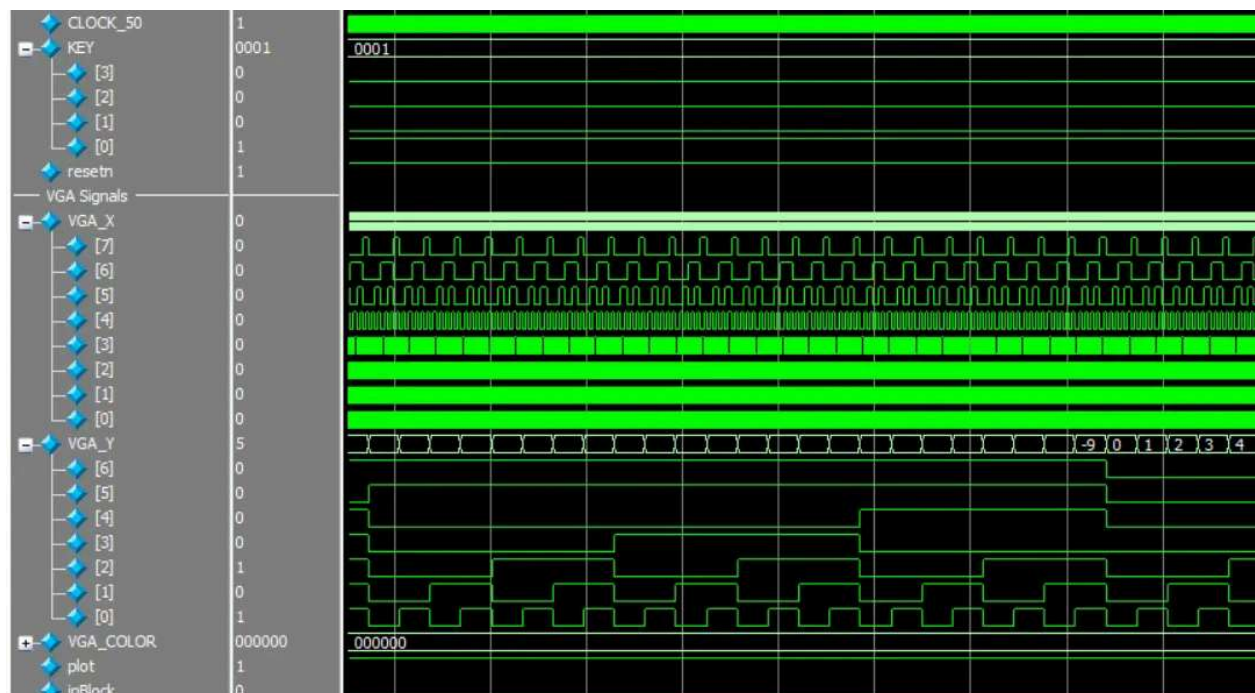 CLOCK_50 1
KEY 0001 0001
[3] 0
[2] 0
[1] 0
[0] 1
resetn 1
VGA Signals
VGA_X 0
[7] 0
[6] 0
[5] 0
[4] 0
[3] 0
[2] 0
[1] 0
[0] 0
VGA_Y 5 -9 0 1 2 3 4
[6] 0
[5] 0
[4] 0
[3] 0
[2] 1
[1] 0
[0] 1
VGA_COLOR 000000 000000
plot 1
inBlock 0